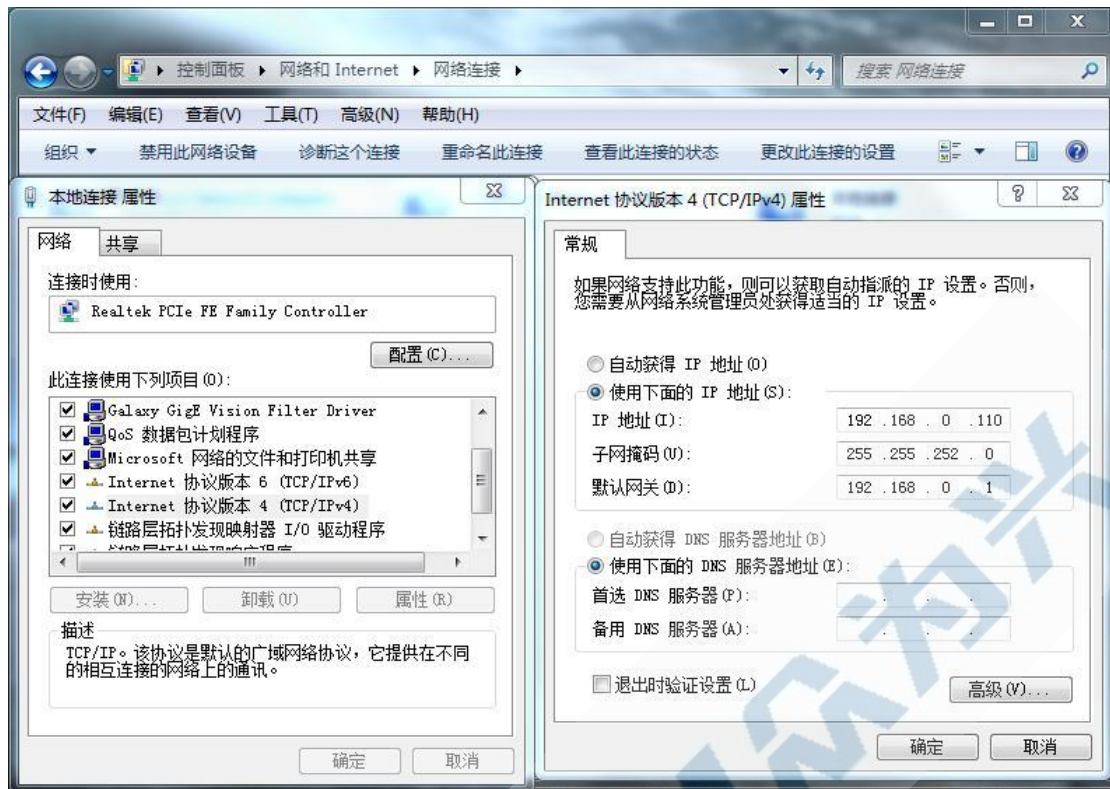 控制面板 ▸ 网络和 Internet ▸ 网络连接 ▸
搜索 网络连接
文件(F) 编辑(E) 查看(V) 工具(T) 高级(N) 帮助(H)
组织 禁用此网络设备 诊断这个连接 重命名此连接 查看此连接的状态 更改此连接的设置
本地连接 属性
网络 共享
连接时使用:
Realtek PCIe FE Family Controller
配置(C)...
此连接使用下列项目(O):
Galaxy GigE Vision Filter Driver
QoS 数据包计划程序
Microsoft 网络的文件和打印机共享
Internet 协议版本 6 (TCP/IPv6)
Internet 协议版本 4 (TCP/IPv4)
链路层拓扑发现映射器 I/O 驱动程序
链路层拓扑发现响应程序
安装(N)... 卸载(U) 属性(R)
描述
TCP/IP。该协议是默认的广域网络协议，它提供在不同
的相互连接的网络上的通讯。
确定 取消
Internet 协议版本 4 (TCP/IPv4) 属性
常规
如果网络支持此功能，则可以获取自动指派的 IP 设置。否则，
您需要从网络系统管理员处获得适当的 IP 设置。
自动获得 IP 地址(O)
使用下面的 IP 地址(S):
IP 地址(I): 192 .168 . 0 .110
子网掩码(U): 255 .255 .252 . 0
默认网关(D): 192 .168 . 0 . 1
自动获得 DNS 服务器地址(B)
使用下面的 DNS 服务器地址(E):
首选 DNS 服务器(P):
备用 DNS 服务器(A):
退出时验证设置(L)
高级(V)...
确定 取消
众为兴